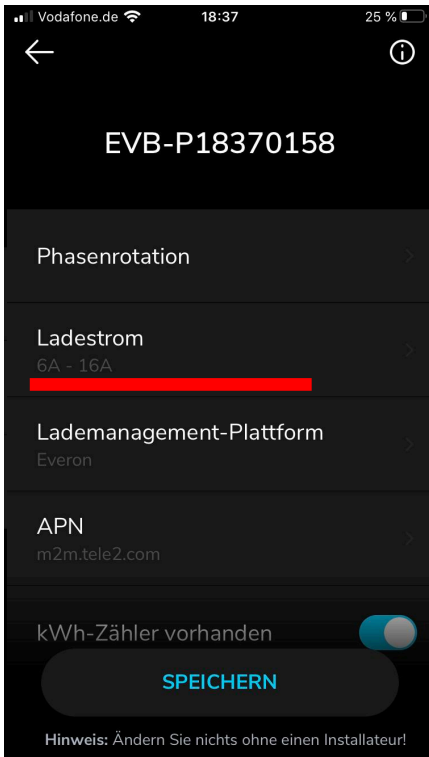 Vodafone.de 18:37 25 %
EVB-P18370158
Phasenrotation
Ladestrom
6A - 16A
Lademanagement-Plattform
Everon
APN
m2m.tele2.com
kWh-Zähler vorhanden
SPEICHERN
Hinweis: Ändern Sie nichts ohne einen Installateur!